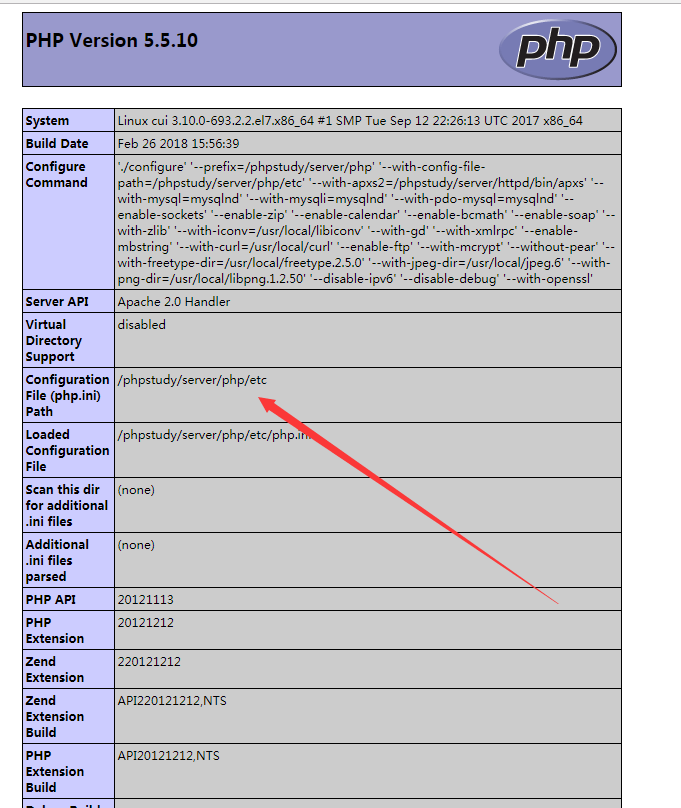 PHP Version 5.5.10
php
System
Linux cui 3.10.0-693.2.2.el7.x86_64 #1 SMP Tue Sep 12 22:26:13 UTC 2017 x86_64
Build Date
Feb 26 2018 15:56:39
Configure
Command
'./configure' '--prefix=/phpstudy/server/php' '--with-config-file-
path=/phpstudy/server/php/etc' '--with-apxs2=/phpstudy/server/httpd/bin/apxs' '--
with-mysql=mysqlnd' '--with-mysqli=mysqlnd' '--with-pdo-mysql=mysqlnd' '--
enable-sockets' '--enable-zip' '--enable-calendar' '--enable-bcmath' '--enable-soap' '--
with-zlib' '--with-iconv=/usr/local/libiconv' '--with-gd' '--with-xmlrpc' '--enable-
mbstring' '--with-curl=/usr/local/curl' '--enable-ftp' '--with-mcrypt' '--without-pear' '--
with-freetype-dir=/usr/local/freetype.2.5.0' '--with-jpeg-dir=/usr/local/jpeg.6' '--with-
png-dir=/usr/local/libpng.1.2.50' '--disable-ipv6' '--disable-debug' '--with-openssl'
Server API
Apache 2.0 Handler
Virtual
Directory
Support
disabled
Configuration
File (php.ini)
Path
/phpstudy/server/php/etc
Loaded
Configuration
File
/phpstudy/server/php/etc/php.ini
Scan this dir
for additional
.ini files
(none)
Additional
.ini files
parsed
(none)
PHP API
20121113
PHP
Extension
20121212
Zend
Extension
220121212
Zend
Extension
Build
API220121212,NTS
PHP
Extension
Build
API20121212,NTS